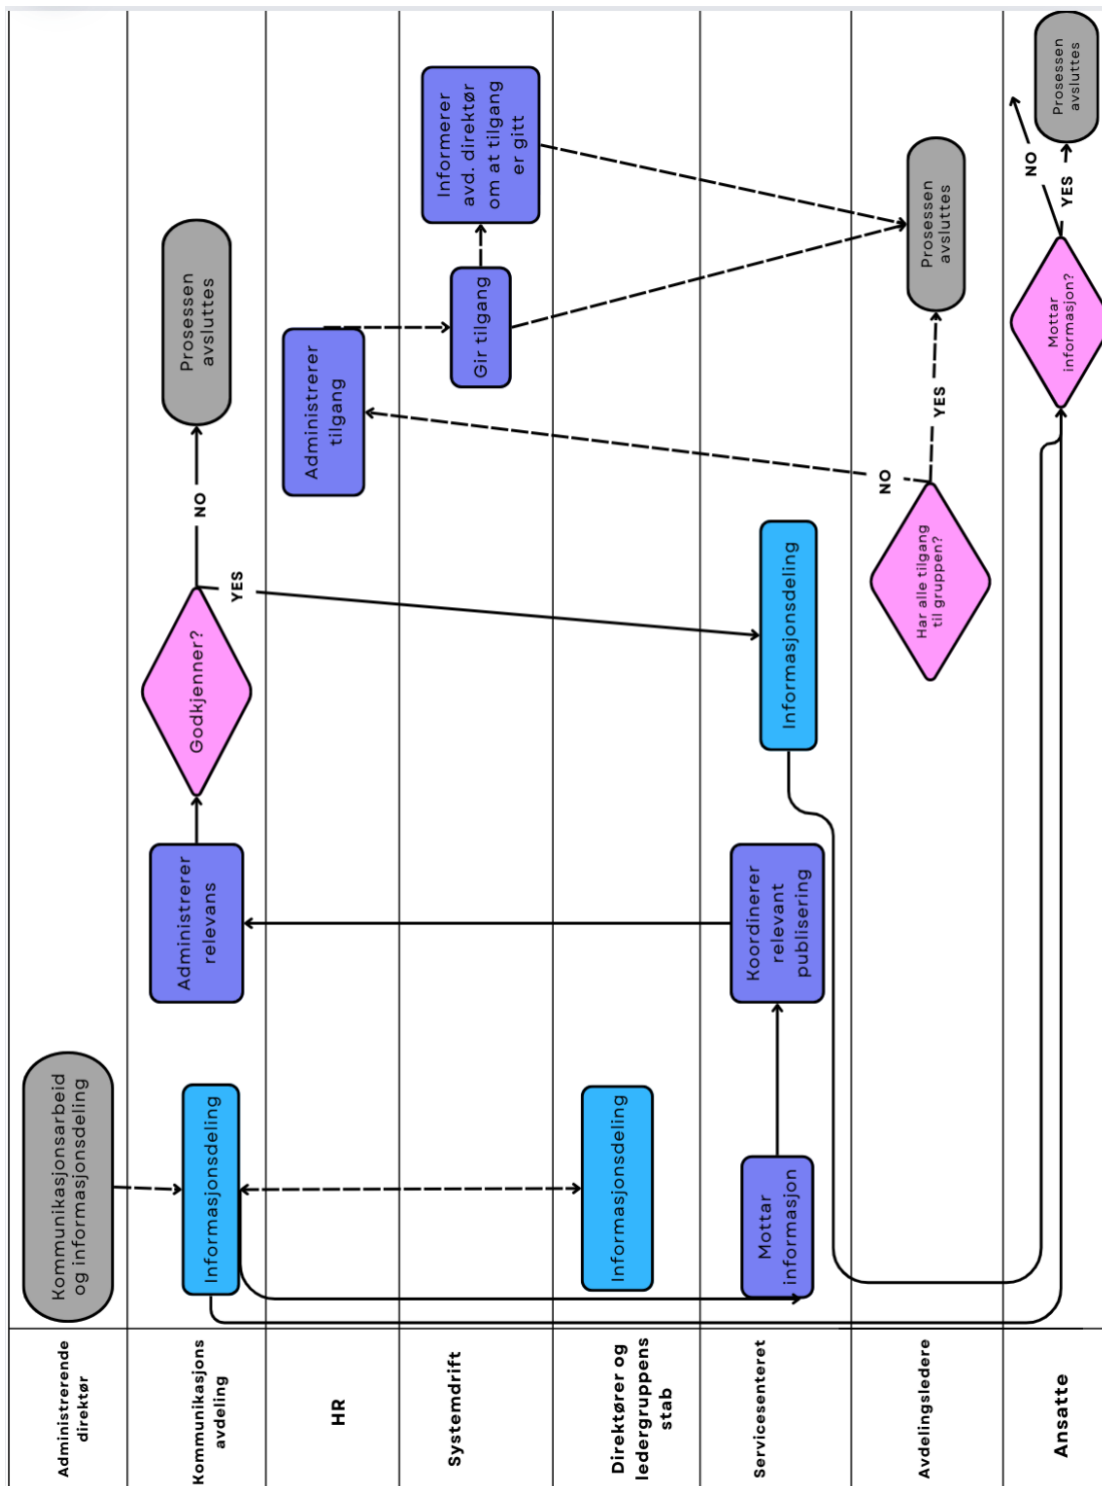 Administrerende
direktør
Kommunikasjonsarbeid
og informasjonsdeling
Kommunikasjons
avdeling
Informasjonsdeling
Administrerer
relevans
Godkjenner?
NO
YES
Prosessen
avsluttes
HR
Administrerer
tilgang
Systemdrift
Gir tilgang
Informerer
avd. direktør
om at tilgang
er gitt
Direktører og
ledergruppens
stab
Informasjonsdeling
Servicesenteret
Mottar
informasjon
Koordinerer
relevant
publisering
Informasjonsdeling
Avdelingsledere
Har alle tilgang
til gruppen?
NO
YES
Prosessen
avsluttes
Ansatte
Mottar
informasjon?
NO
YES
Prosessen
avsluttes